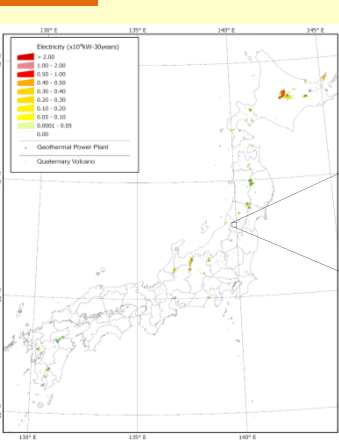 130° E 135° E 140° E 145° E
Electricity (x10⁴kW-30years)
> 2.00
1.00 - 2.00
0.50 - 1.00
0.40 - 0.50
0.30 - 0.40
0.20 - 0.30
0.10 - 0.20
0.05 - 0.10
0.0001 - 0.05
0.00
Geothermal Power Plant
Quaternary Volcano
130° E 135° E 140° E